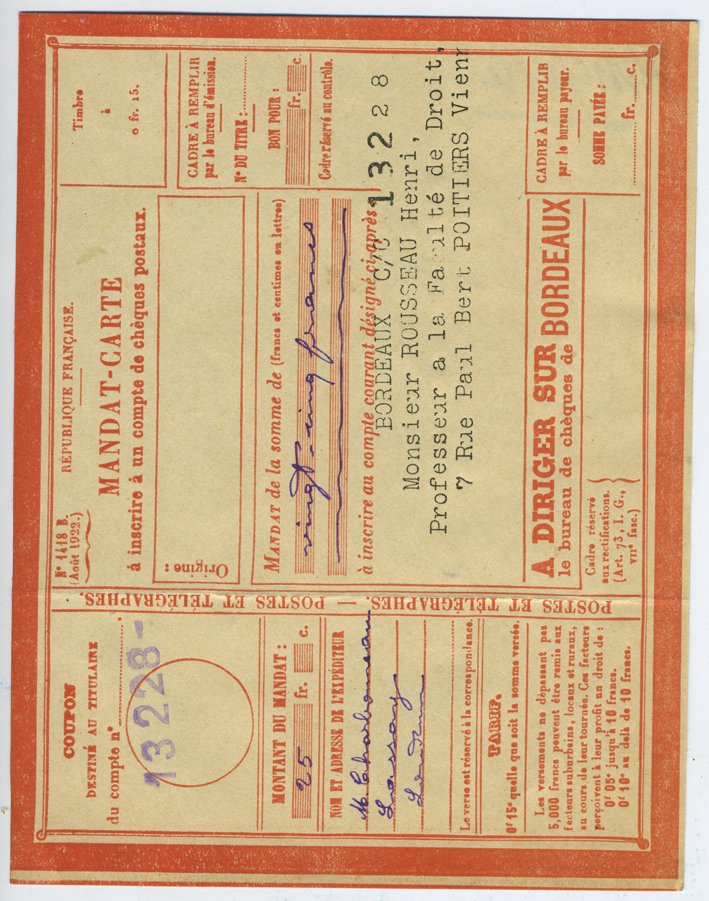 COUPON
DESTINÉ AU TITULAIRE
du compte n°
13228-
MONTANT DU MANDAT:
25 fr. c.
NOM ET ADRESSE DE L'EXPÉDITEUR
M Charbonneau
Le verso est réservé à la correspondance.
TARIF.
0f 15c quelle que soit la somme versée.
Les versements ne dépassant pas
5,000 francs peuvent être remis aux
facteurs suburbains, locaux et ruraux,
au cours de leur tournée. Ces facteurs
perçoivent à leur profit un droit de:
0f 05c jusqu'à 10 francs.
0f 10c au delà de 10 francs.
POSTES ET TÉLÉGRAPHES. — POSTES ET TÉLÉGRAPHES.
N° 1418 B.
(Août 1922.)
RÉPUBLIQUE FRANÇAISE.
MANDAT-CARTE
à inscrire à un compte de chèques postaux.
Timbre
à
0 fr. 15.
Origine:
CADRE À REMPLIR
par le bureau d'émission.
N° DU TITRE:
BON POUR:
fr. c.
Cadre réservé au contrôle.
MANDAT de la somme de (francs et centimes en lettres)
vingt-cinq francs
à inscrire au compte courant désigné ci-après
BORDEAUX C/C 13228
Monsieur ROUSSEAU Henri,
Professeur a la Faculté de Droit,
7 Rue Paul Bert POITIERS Vienn
A DIRIGER SUR
le bureau de chèques de BORDEAUX
CADRE À REMPLIR
par le bureau payeur.
SOMME PAYÉE:
fr. c.
Cadre réservé
aux rectifications.
(Art. 73, I. G.,
VIIe fasc.)